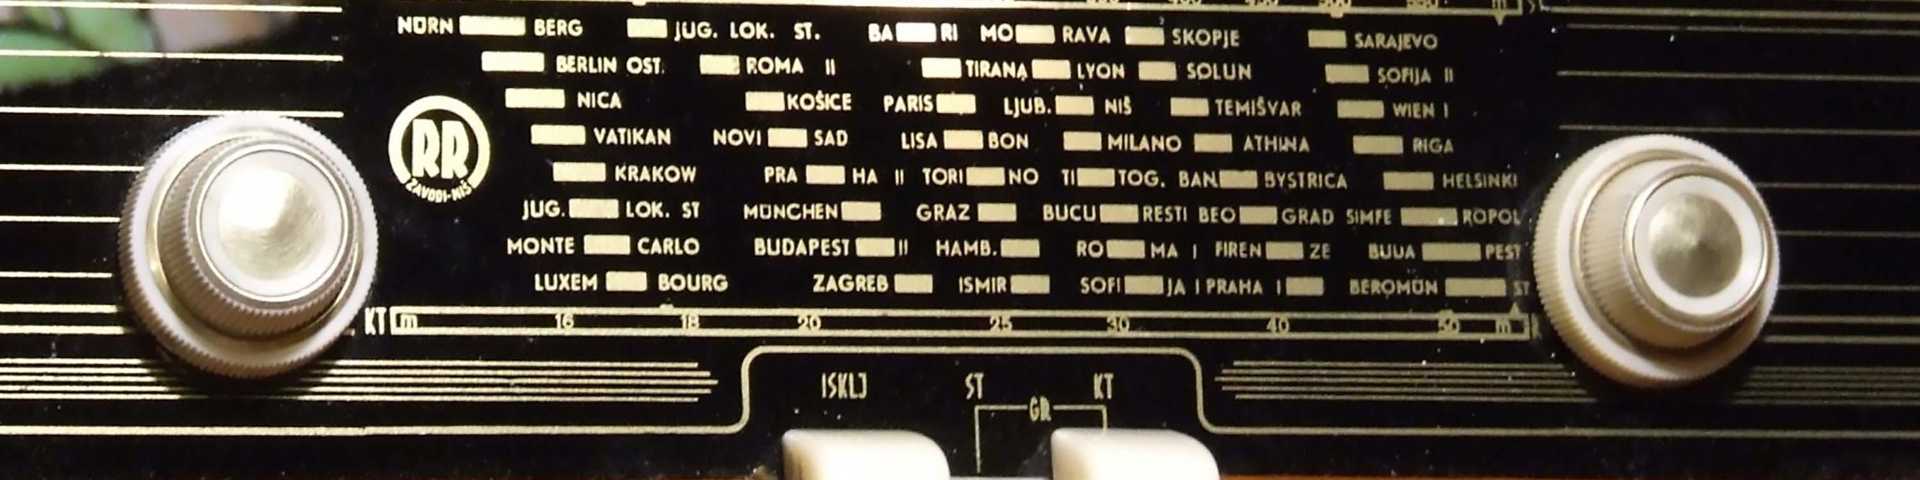 NÜRN BERG JUG. LOK. ST. BA RI MO RAVA SKOPJE SARAJEVO
BERLIN OST. ROMA II TIRANA LYON SOLUN SOFIJA II
NICA KOŠICE PARIS LJUB. NIŠ TEMIŠVAR WIEN I
VATIKAN NOVI SAD LISA BON MILANO ATHINA RIGA
RR
ZAVODI-NIŠ
KRAKOW PRA HA II TORI NO TI TOG. BAN. BYSTRICA HELSINKI
JUG. LOK. ST MÜNCHEN GRAZ BUCU RESTI BEO GRAD SIMFE ROPOL
MONTE CARLO BUDAPEST II HAMB. RO MA I FIREN ZE BUDA PEST
LUXEM BOURG ZAGREB ISMIR SOFI JA I PRAHA I BEROMÜN ST
KT m 16 18 20 25 30 40 50 m
ISKLJ ST KT
GR